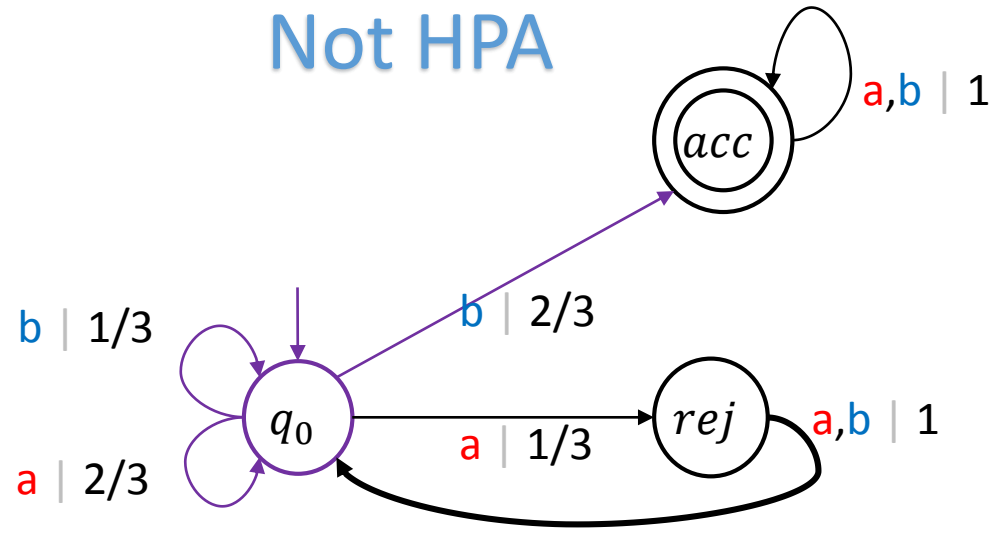 Not HPA
a,b | 1
acc
b | 2/3
b | 1/3
q₀
rej
a,b | 1
a | 1/3
a | 2/3